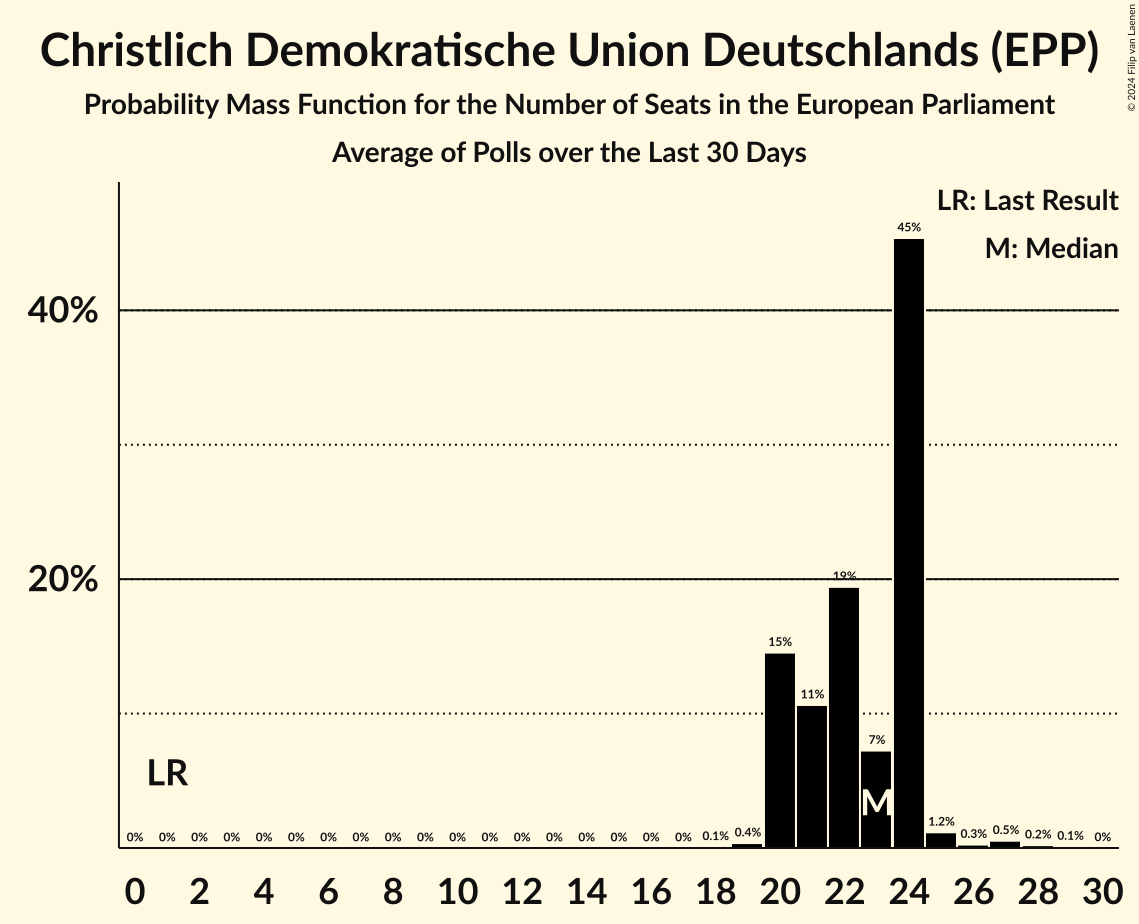 Christlich Demokratische Union Deutschlands (EPP)
Probability Mass Function for the Number of Seats in the European Parliament
Average of Polls over the Last 30 Days
© 2024 Filip van Laenen
LR: Last Result
M: Median
45%
40%
20%
19%
15%
11%
7%
LR
M
0% 0% 0% 0% 0% 0% 0% 0% 0% 0% 0% 0% 0% 0% 0% 0% 0% 0% 0.1% 0.4% 1.2% 0.3% 0.5% 0.2% 0.1% 0%
0 2 4 6 8 10 12 14 16 18 20 22 24 26 28 30